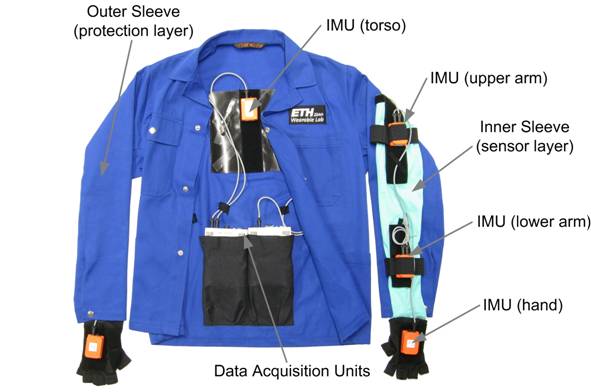 Outer Sleeve
(protection layer)
IMU (torso)
IMU (upper arm)
ETH Zürich
Wearable Lab
Inner Sleeve
(sensor layer)
IMU (lower arm)
IMU (hand)
Data Acquisition Units